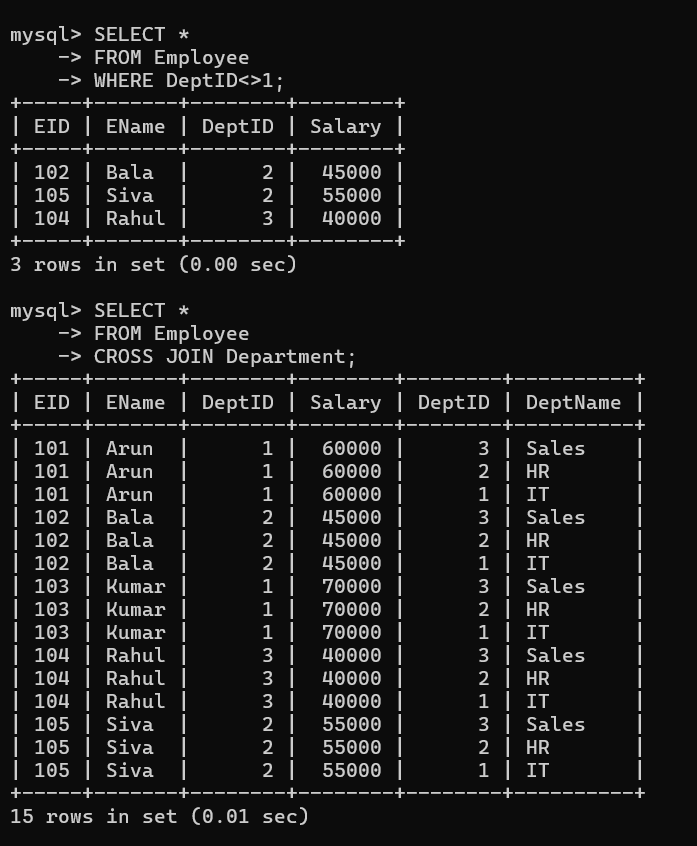 mysql> SELECT *
    -> FROM Employee
    -> WHERE DeptID<>1;
+-----+-------+--------+--------+
| EID | EName | DeptID | Salary |
+-----+-------+--------+--------+
| 102 | Bala  |      2 |  45000 |
| 105 | Siva  |      2 |  55000 |
| 104 | Rahul |      3 |  40000 |
+-----+-------+--------+--------+
3 rows in set (0.00 sec)

mysql> SELECT *
    -> FROM Employee
    -> CROSS JOIN Department;
+-----+-------+--------+--------+--------+----------+
| EID | EName | DeptID | Salary | DeptID | DeptName |
+-----+-------+--------+--------+--------+----------+
| 101 | Arun  |      1 |  60000 |      3 | Sales    |
| 101 | Arun  |      1 |  60000 |      2 | HR       |
| 101 | Arun  |      1 |  60000 |      1 | IT       |
| 102 | Bala  |      2 |  45000 |      3 | Sales    |
| 102 | Bala  |      2 |  45000 |      2 | HR       |
| 102 | Bala  |      2 |  45000 |      1 | IT       |
| 103 | Kumar |      1 |  70000 |      3 | Sales    |
| 103 | Kumar |      1 |  70000 |      2 | HR       |
| 103 | Kumar |      1 |  70000 |      1 | IT       |
| 104 | Rahul |      3 |  40000 |      3 | Sales    |
| 104 | Rahul |      3 |  40000 |      2 | HR       |
| 104 | Rahul |      3 |  40000 |      1 | IT       |
| 105 | Siva  |      2 |  55000 |      3 | Sales    |
| 105 | Siva  |      2 |  55000 |      2 | HR       |
| 105 | Siva  |      2 |  55000 |      1 | IT       |
+-----+-------+--------+--------+--------+----------+
15 rows in set (0.01 sec)